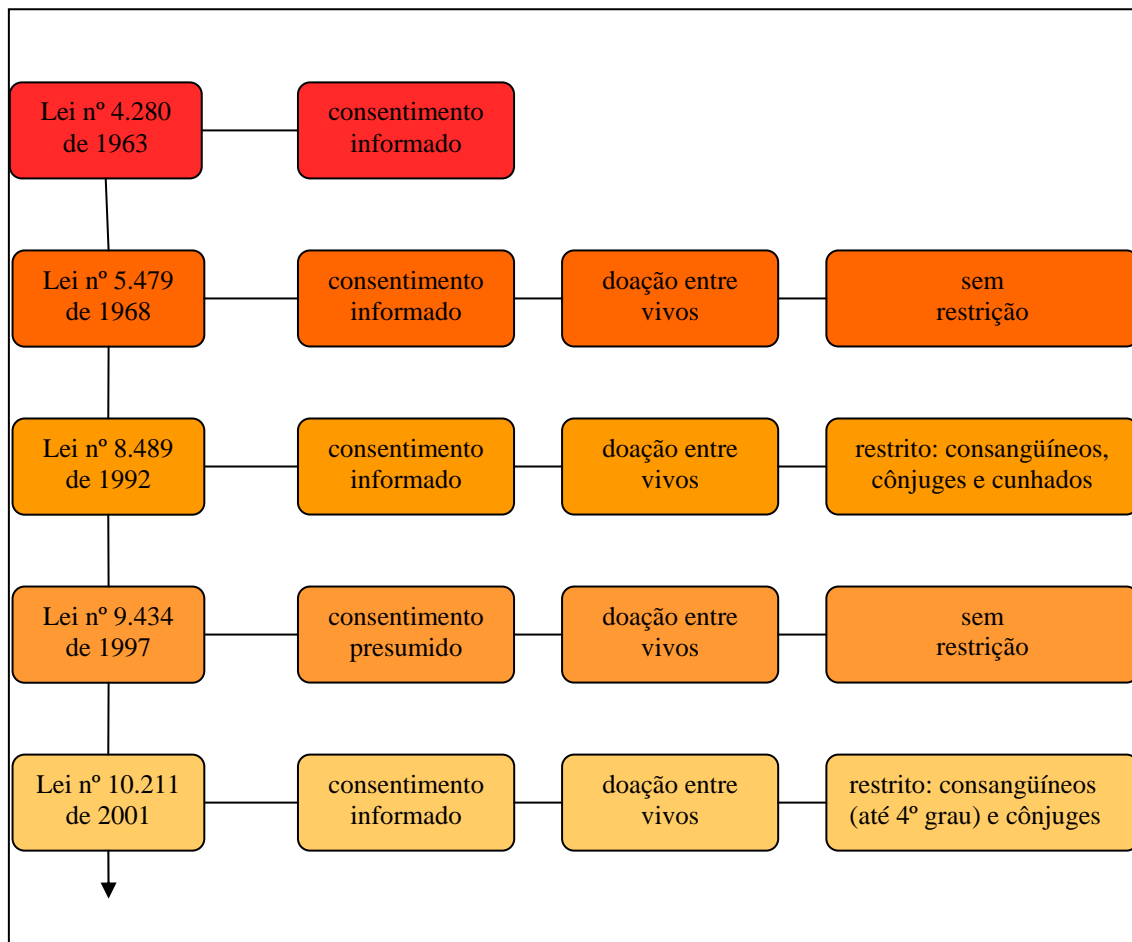 Lei nº 4.280
de 1963
consentimento
informado
Lei nº 5.479
de 1968
consentimento
informado
doação entre
vivos
sem
restrição
Lei nº 8.489
de 1992
consentimento
informado
doação entre
vivos
restrito: consangüíneos,
cônjuges e cunhados
Lei nº 9.434
de 1997
consentimento
presumido
doação entre
vivos
sem
restrição
Lei nº 10.211
de 2001
consentimento
informado
doação entre
vivos
restrito: consangüíneos
(até 4º grau) e cônjuges